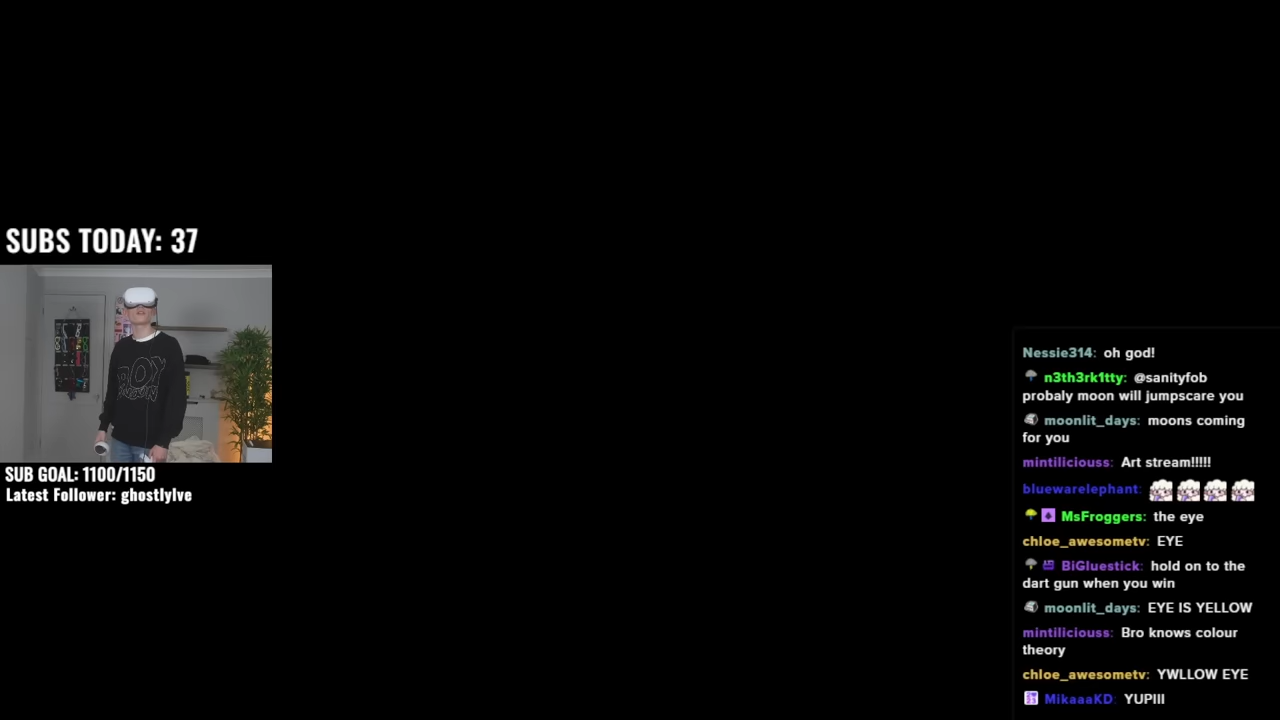 SUBS TODAY: 37
SUB GOAL: 1100/1150
Latest Follower: ghostlylve
Nessie314: oh god!
n3th3rk1tty: @sanityfob
probaly moon will jumpscare you
moonlit_days: moons coming
for you
mintiliciouss: Art stream!!!!!
bluewarelephant:
MsFroggers: the eye
chloe_awesometv: EYE
BiGluestick: hold on to the
dart gun when you win
moonlit_days: EYE IS YELLOW
mintiliciouss: Bro knows colour
theory
chloe_awesometv: YWLLOW EYE
MikaaaKD: YUPIII